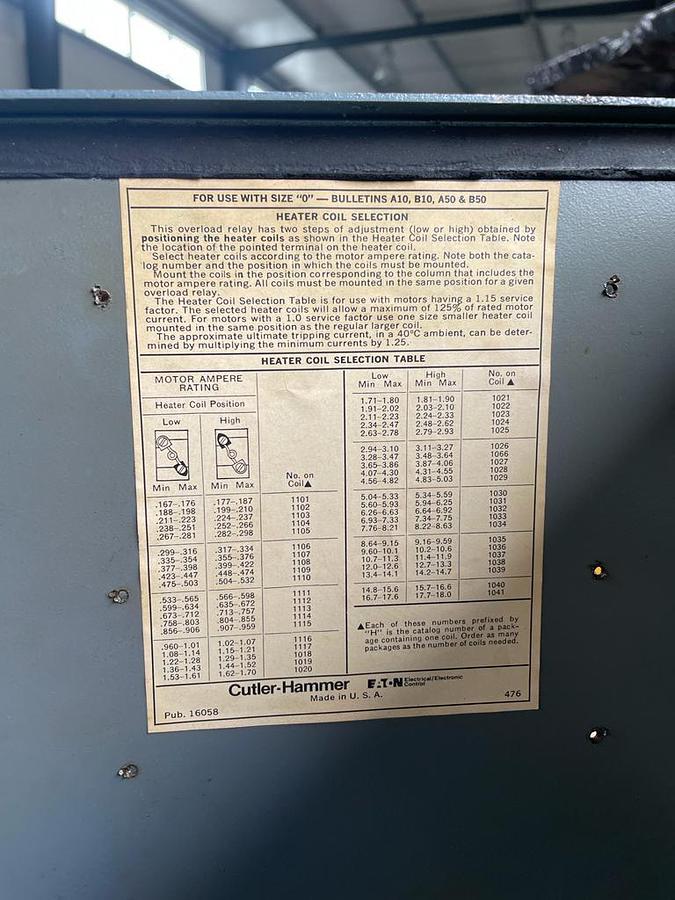 FOR USE WITH SIZE "0" — BULLETINS A10, B10, A50 & B50
HEATER COIL SELECTION
This overload relay has two steps of adjustment (low or high) obtained by
positioning the heater coils as shown in the Heater Coil Selection Table. Note
the location of the pointed terminal on the heater coil.
Select heater coils according to the motor ampere rating. Note both the cata-
log number and the position in which the coils must be mounted.
Mount the coils in the position corresponding to the column that includes the
motor ampere rating. All coils must be mounted in the same position for a given
overload relay.
The Heater Coil Selection Table is for use with motors having a 1.15 service
factor. The selected heater coils will allow a maximum of 125% of rated motor
current. For motors with a 1.0 service factor use one size smaller heater coil
mounted in the same position as the regular larger coil.
The approximate ultimate tripping current, in a 40°C ambient, can be deter-
mined by multiplying the minimum currents by 1.25.
HEATER COIL SELECTION TABLE
MOTOR AMPERE
RATING
Heater Coil Position
Low High
Min Max Min Max No. on
Coil▲
.167–.176 .177–.187 1101
.188–.198 .199–.210 1102
.211–.223 .224–.237 1103
.238–.251 .252–.266 1104
.267–.281 .282–.298 1105
.299–.316 .317–.334 1106
.335–.354 .355–.376 1107
.377–.398 .399–.422 1108
.423–.447 .448–.474 1109
.475–.503 .504–.532 1110
.533–.565 .566–.598 1111
.599–.634 .635–.672 1112
.673–.712 .713–.757 1113
.758–.803 .804–.855 1114
.856–.906 .907–.959 1115
.960–1.01 1.02–1.07 1116
1.08–1.14 1.15–1.21 1117
1.22–1.28 1.29–1.35 1018
1.36–1.43 1.44–1.52 1019
1.53–1.61 1.62–1.70 1020
Low High No. on
Min Max Min Max Coil ▲
1.71–1.80 1.81–1.90 1021
1.91–2.02 2.03–2.10 1022
2.11–2.23 2.24–2.33 1023
2.34–2.47 2.48–2.62 1024
2.63–2.78 2.79–2.93 1025
2.94–3.10 3.11–3.27 1026
3.28–3.47 3.48–3.64 1066
3.65–3.86 3.87–4.06 1027
4.07–4.30 4.31–4.55 1028
4.56–4.82 4.83–5.03 1029
5.04–5.33 5.34–5.59 1030
5.60–5.93 5.94–6.25 1031
6.26–6.63 6.64–6.92 1032
6.93–7.33 7.34–7.75 1033
7.76–8.21 8.22–8.63 1034
8.64–9.15 9.16–9.59 1035
9.60–10.1 10.2–10.6 1036
10.7–11.3 11.4–11.9 1037
12.0–12.6 12.7–13.3 1038
13.4–14.1 14.2–14.7 1039
14.8–15.6 15.7–16.6 1040
16.7–17.6 17.7–18.0 1041
▲Each of these numbers prefixed by
"H" is the catalog number of a pack-
age containing one coil. Order as many
packages as the number of coils needed.
Cutler-Hammer EATON Electrical/Electronic
Control
Made in U. S. A.
Pub. 16058 476